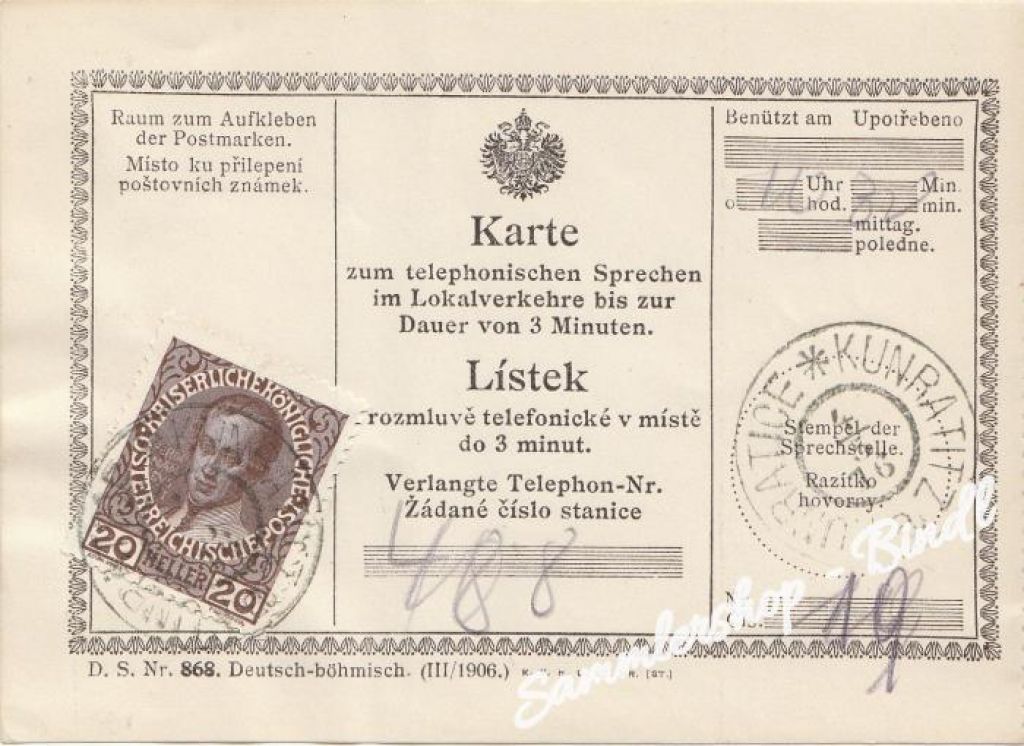 Raum zum Aufkleben
der Postmarken.
Místo ku přilepení
poštovních známek.
KAISERLICHE KÖNIGLICHE
ÖSTERREICHISCHE POST
20 HELLER 20
Karte
zum telephonischen Sprechen
im Lokalverkehre bis zur
Dauer von 3 Minuten.
Lístek
rozmluvě telefonické v místě
do 3 minut.
Verlangte Telephon-Nr.
Žádané číslo stanice
488
Benützt am Upotřebeno
Uhr Min.
o hod. min.
mittag.
poledne.
* KUNRATITZ
Stempel der
Sprechstelle.
Razítko
hovorny.
19
D. S. Nr. 868. Deutsch-böhmisch. (III/1906.)
Sammlershop - Bindl